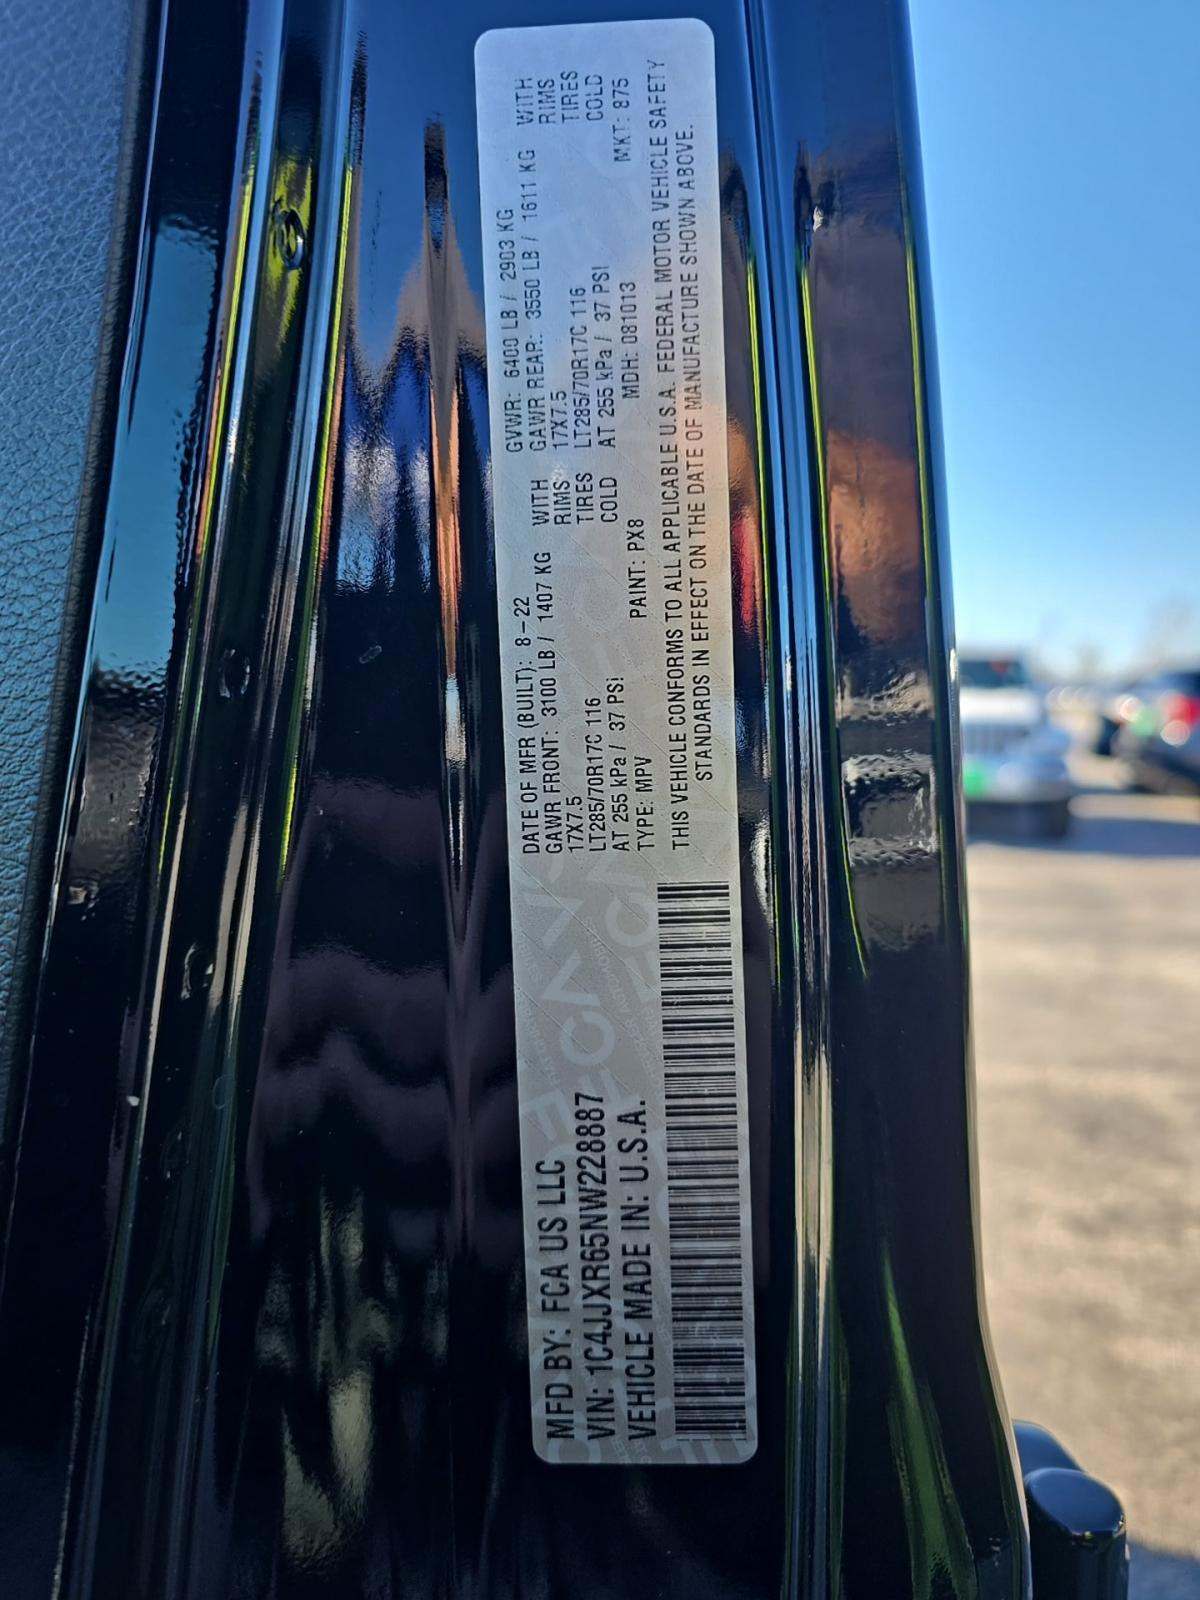 MFD BY: FCA US LLC
VIN: 1C4JJXR65NW228887
VEHICLE MADE IN: U.S.A.
DATE OF MFR (BUILT): 8-22 GVWR: 6400 LB / 2903 KG
GAWR FRONT: 3100 LB / 1407 KG WITH GAWR REAR: 3550 LB / 1611 KG WITH
17X7.5 RIMS 17X7.5 RIMS
LT285/70R17C 116 TIRES LT285/70R17C 116 TIRES
AT 255 kPa / 37 PSI COLD AT 255 kPa / 37 PSI COLD
TYPE: MPV PAINT: PX8 MDH: 081013 MKT: 875
THIS VEHICLE CONFORMS TO ALL APPLICABLE U.S.A. FEDERAL MOTOR VEHICLE SAFETY
STANDARDS IN EFFECT ON THE DATE OF MANUFACTURE SHOWN ABOVE.